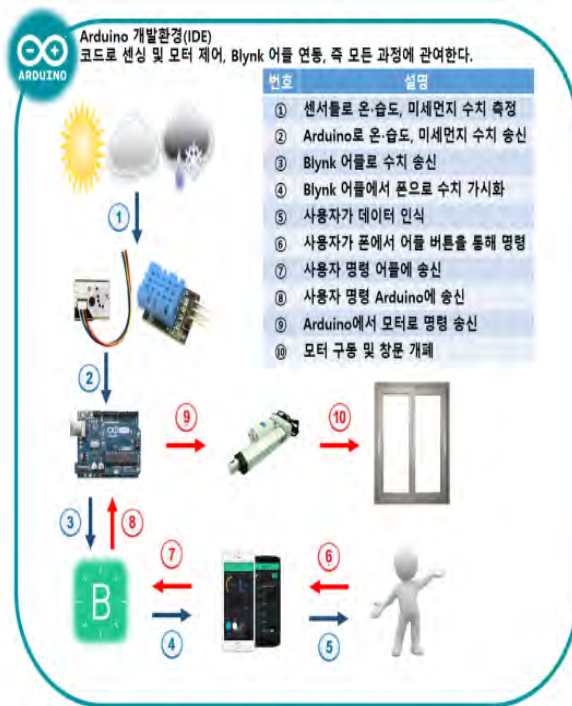 Arduino 개발환경(IDE)
코드로 센싱 및 모터 제어, Blynk 어플 연동, 즉 모든 과정에 관여한다.
ARDUINO
번호 설명
① 센서들로 온·습도, 미세먼지 수치 측정
② Arduino로 온·습도, 미세먼지 수치 송신
③ Blynk 어플로 수치 송신
④ Blynk 어플에서 폰으로 수치 가시화
⑤ 사용자가 데이터 인식
⑥ 사용자가 폰에서 어플 버튼을 통해 명령
⑦ 사용자 명령 어플에 송신
⑧ 사용자 명령 Arduino에 송신
⑨ Arduino에서 모터로 명령 송신
⑩ 모터 구동 및 창문 개폐
①
②
⑨
⑩
③
⑧
⑦
⑥
B
④
⑤